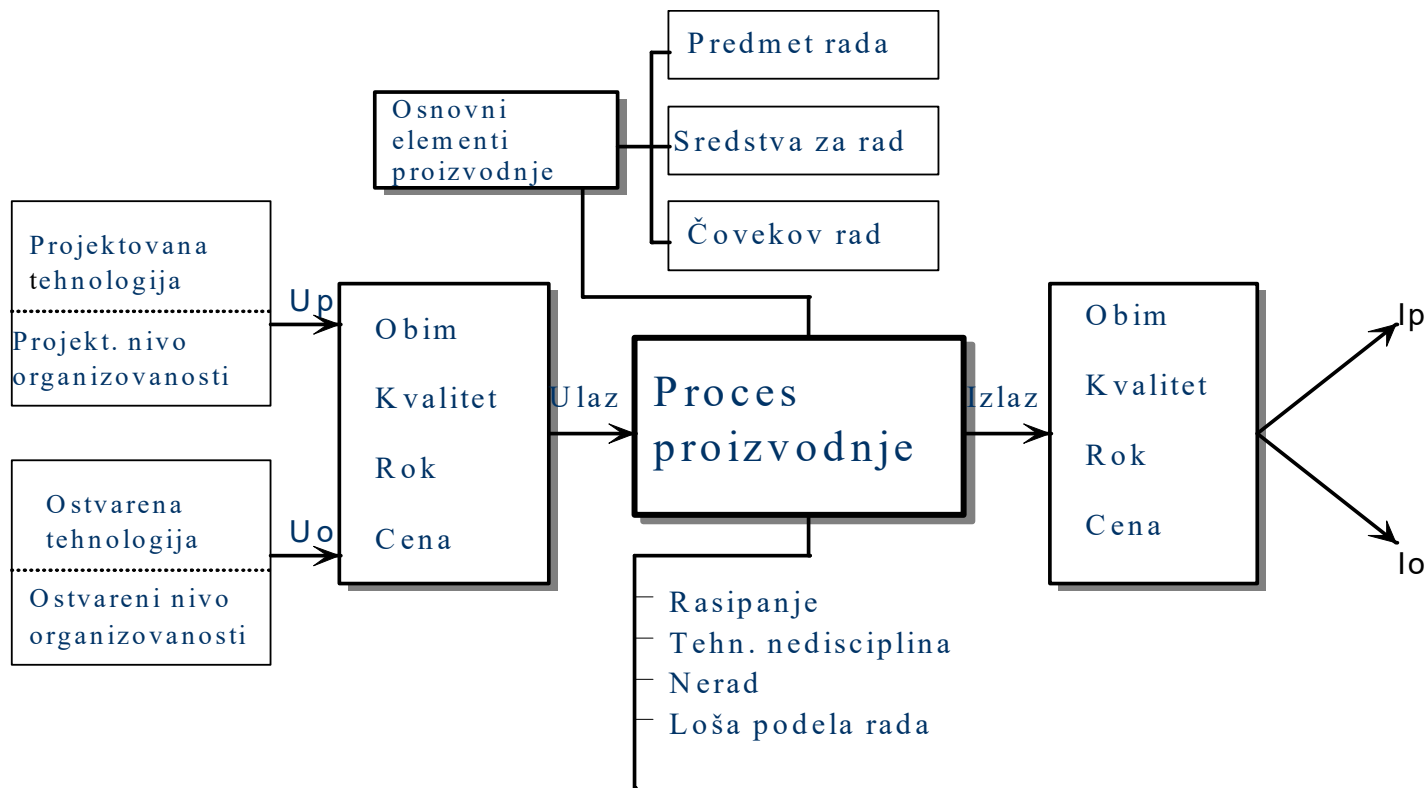 Predmet rada
Osnovni
elementi
proizvodnje
Sredstva za rad
Čovekov rad
Projektovana
tehnologija
Projekt. nivo
organizovanosti
Up
Ostvarena
tehnologija
Ostvareni nivo
organizovanosti
Uo
Obim
Kvalitet
Rok
Cena
Ulaz
Proces
proizvodnje
Izlaz
Obim
Kvalitet
Rok
Cena
Ip
Io
Rasipanje
Tehn. nedisciplina
Nerad
Loša podela rada